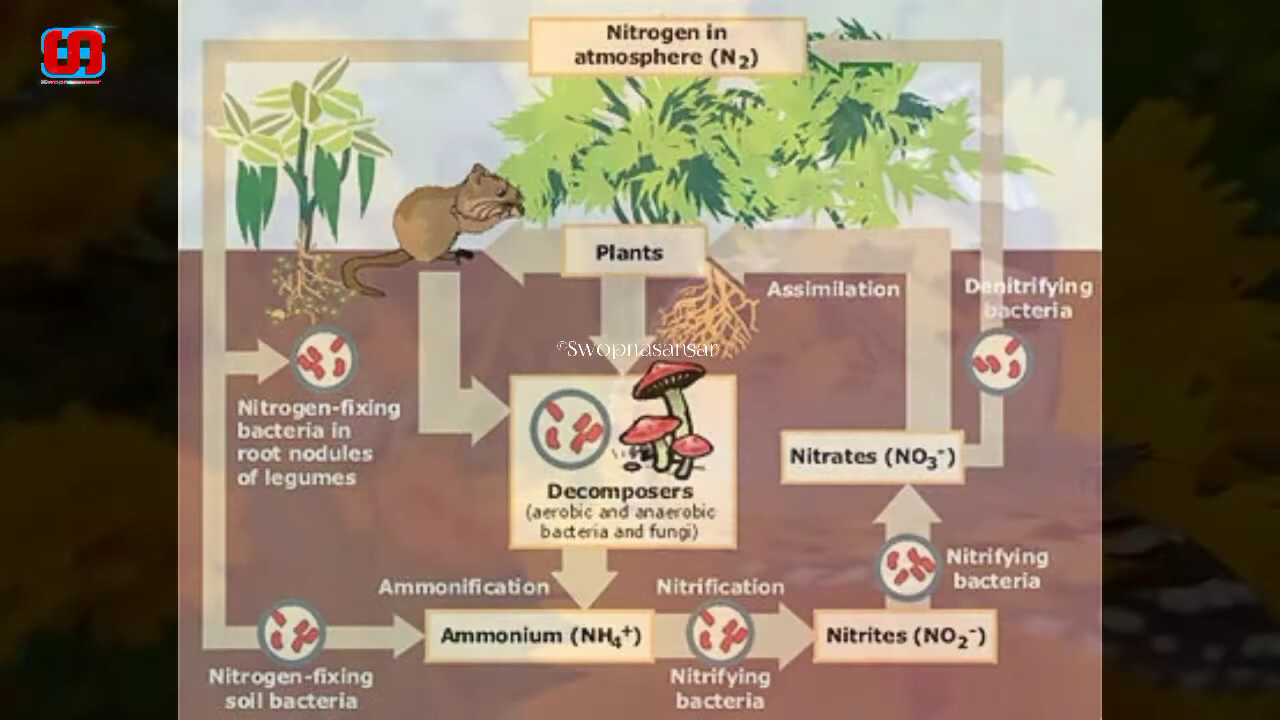 Swopnasansar
Nitrogen in
atmosphere (N₂)
Plants
Assimilation
Denitrifying
bacteria
©Swopnasansar
Nitrogen-fixing
bacteria in
root nodules
of legumes
Decomposers
(aerobic and anaerobic
bacteria and fungi)
Nitrates (NO₃⁻)
Nitrifying
bacteria
Ammonification
Nitrification
Ammonium (NH₄⁺)
Nitrites (NO₂⁻)
Nitrogen-fixing
soil bacteria
Nitrifying
bacteria